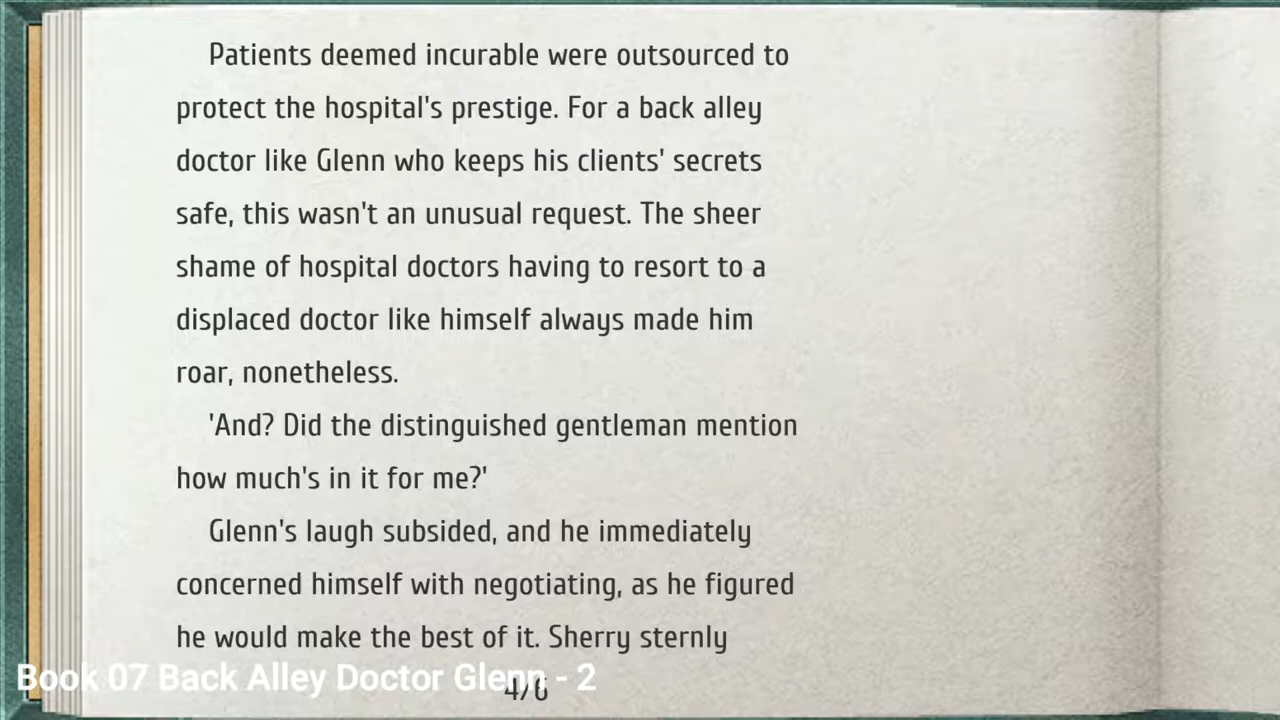 Patients deemed incurable were outsourced to
protect the hospital's prestige. For a back alley
doctor like Glenn who keeps his clients' secrets
safe, this wasn't an unusual request. The sheer
shame of hospital doctors having to resort to a
displaced doctor like himself always made him
roar, nonetheless.
'And? Did the distinguished gentleman mention
how much's in it for me?'
Glenn's laugh subsided, and he immediately
concerned himself with negotiating, as he figured
he would make the best of it. Sherry sternly
Book 07 Back Alley Doctor Glenn - 2
4/6